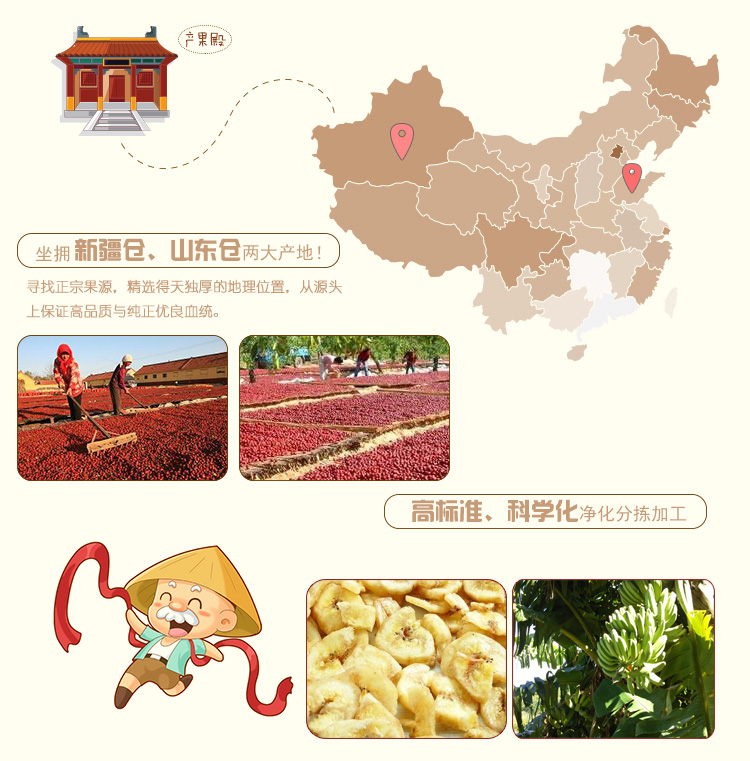 产果殿
坐拥新疆仓、山东仓两大产地!
寻找正宗果源，精选得天独厚的地理位置，从源头
上保证高品质与纯正优良血统。
高标准、科学化净化分拣加工